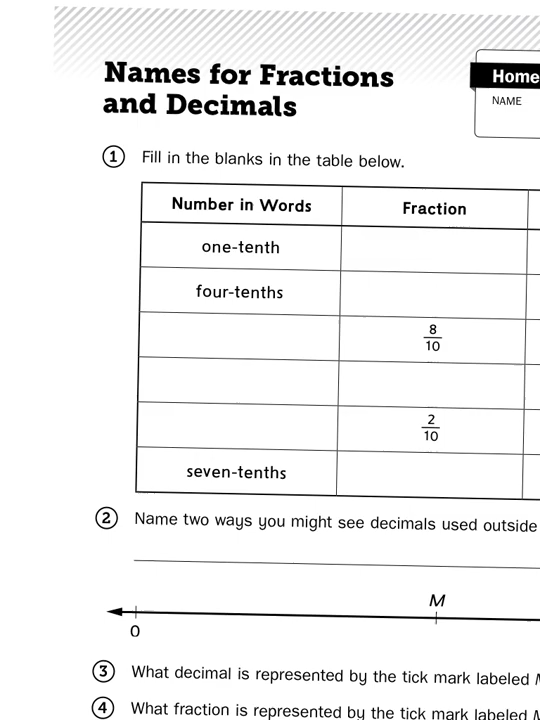 Names for Fractions
and Decimals
Home
NAME
1 Fill in the blanks in the table below.
Number in Words Fraction
one-tenth
four-tenths
8/10
2/10
seven-tenths
2 Name two ways you might see decimals used outside
M
0
3 What decimal is represented by the tick mark labeled
4 What fraction is represented by the tick mark labeled